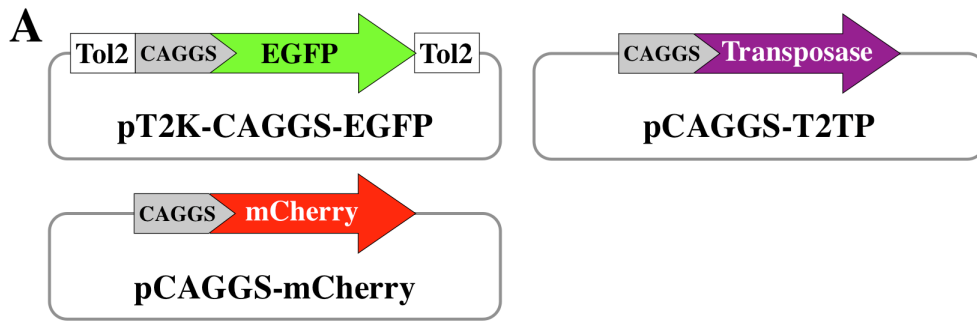 A
Tol2 CAGGS EGFP Tol2
pT2K-CAGGS-EGFP
CAGGS Transposase
pCAGGS-T2TP
CAGGS mCherry
pCAGGS-mCherry